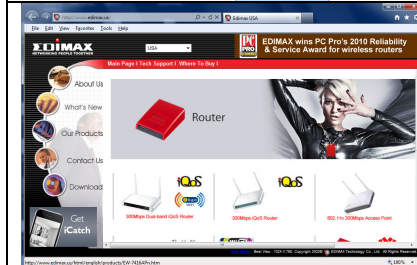 http://www.edimax.us/
Edimax USA
File Edit View Favorites Tools Help
EDIMAX
NETWORKING PEOPLE TOGETHER
USA
EDIMAX wins PC Pro's 2010 Reliability
& Service Award for wireless routers
Main Page I Tech Support I Where To Buy I
About Us
What's New
Our Products
Contact Us
Download
Get
iCatch
Router
iQoS
iQoS
300Mbps Dual-band iQoS Router
300Mbps iQoS Router
802.11n 300Mbps Access Point
Best View : 1024 x 768, Copyright 2008© EDIMAX Technology Co., Ltd. All Rights Reserved
http://www.edimax.us/html/english/products/EW-7416APn.htm
100%